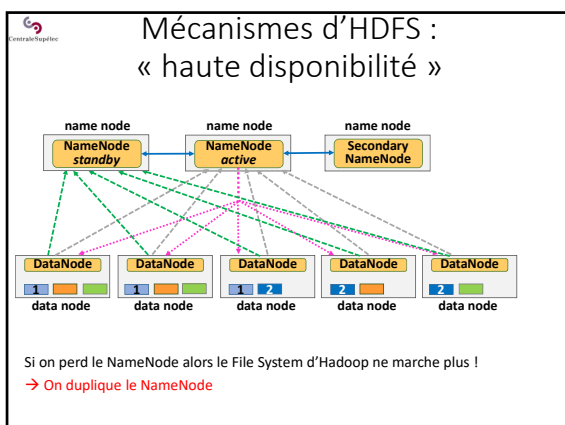 CentraleSupélec
Mécanismes d’HDFS :
« haute disponibilité »
name node
name node
name node
NameNode
standby
NameNode
active
Secondary
NameNode
DataNode
DataNode
DataNode
DataNode
DataNode
1
1
1 2
2
2
data node
data node
data node
data node
data node
Si on perd le NameNode alors le File System d’Hadoop ne marche plus !
→ On duplique le NameNode